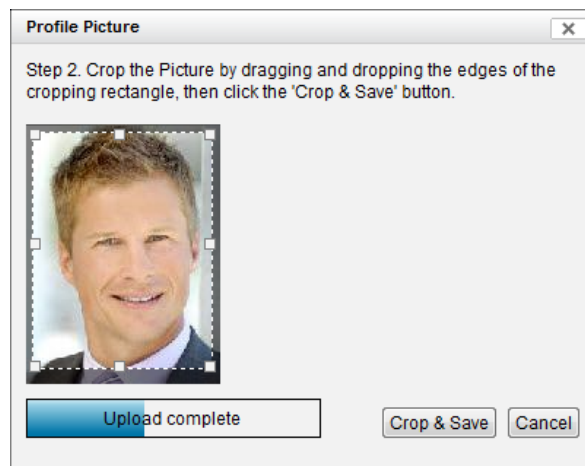 Profile Picture
Step 2. Crop the Picture by dragging and dropping the edges of the
cropping rectangle, then click the 'Crop & Save' button.
Upload complete
Crop & Save
Cancel